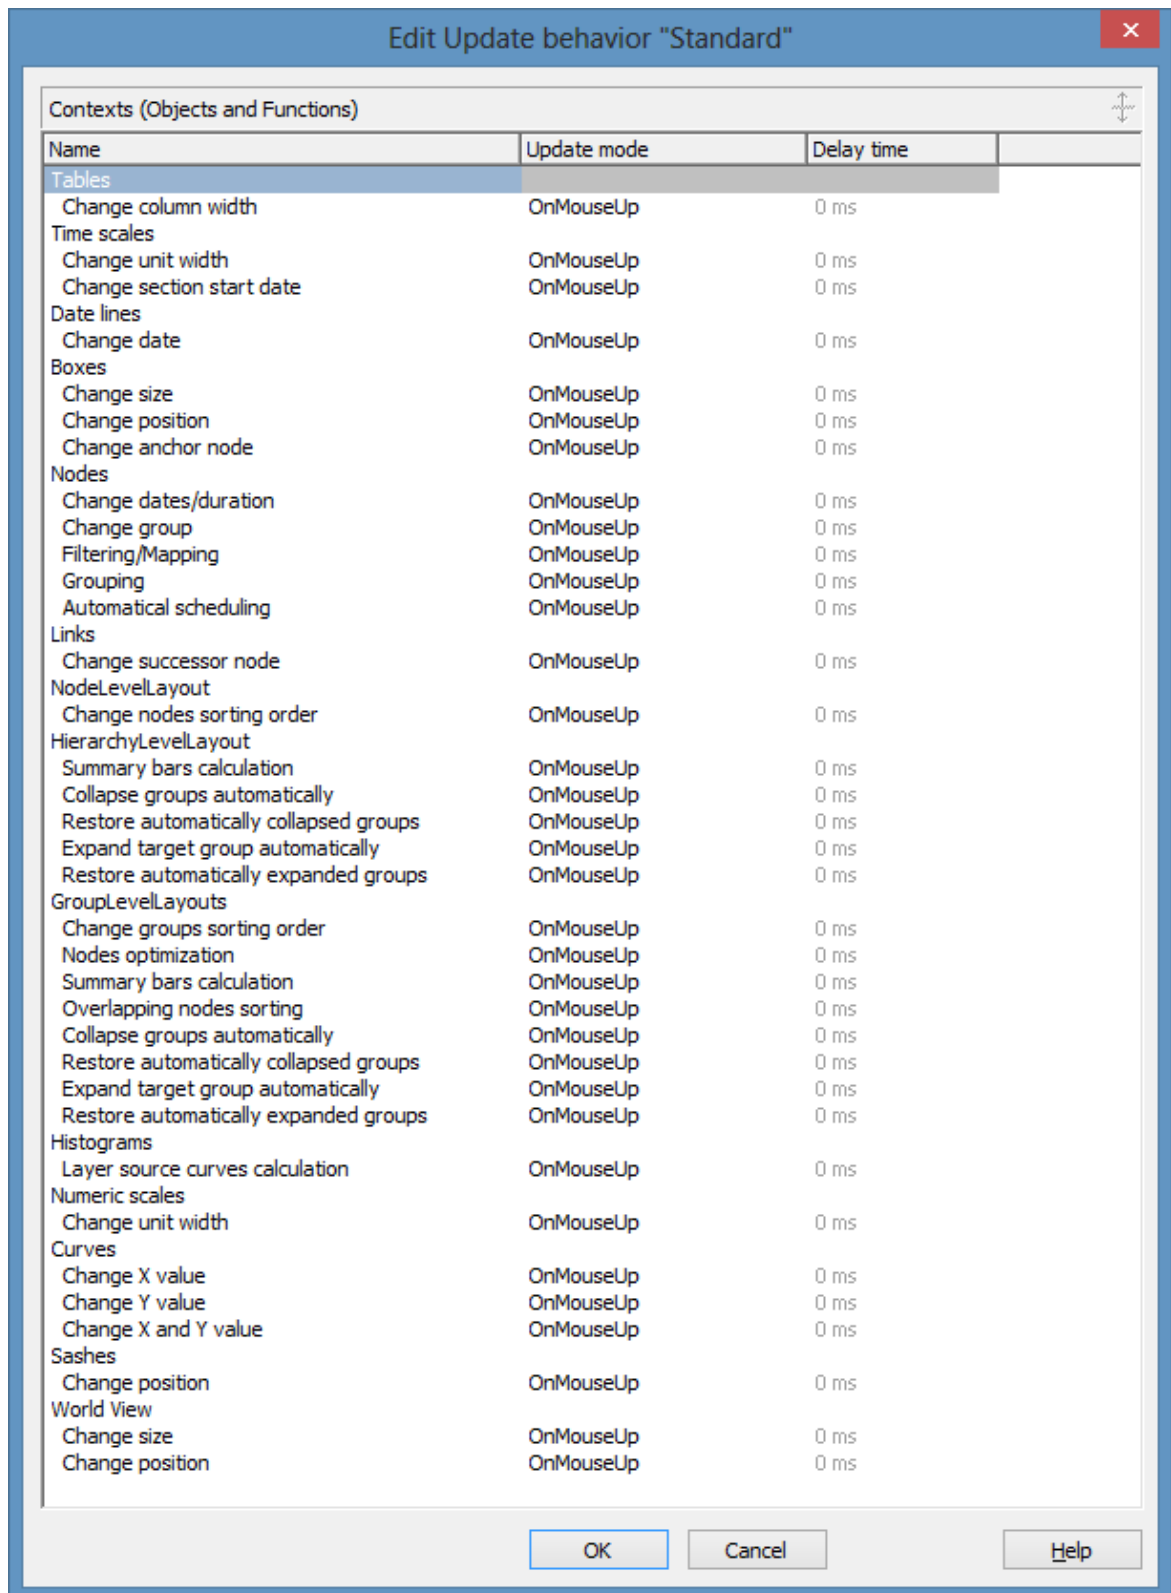 Edit Update behavior "Standard"
Contexts (Objects and Functions)
Name Update mode Delay time
Tables
Change column width OnMouseUp 0 ms
Time scales
Change unit width OnMouseUp 0 ms
Change section start date OnMouseUp 0 ms
Date lines
Change date OnMouseUp 0 ms
Boxes
Change size OnMouseUp 0 ms
Change position OnMouseUp 0 ms
Change anchor node OnMouseUp 0 ms
Nodes
Change dates/duration OnMouseUp 0 ms
Change group OnMouseUp 0 ms
Filtering/Mapping OnMouseUp 0 ms
Grouping OnMouseUp 0 ms
Automatical scheduling OnMouseUp 0 ms
Links
Change successor node OnMouseUp 0 ms
NodeLevelLayout
Change nodes sorting order OnMouseUp 0 ms
HierarchyLevelLayout
Summary bars calculation OnMouseUp 0 ms
Collapse groups automatically OnMouseUp 0 ms
Restore automatically collapsed groups OnMouseUp 0 ms
Expand target group automatically OnMouseUp 0 ms
Restore automatically expanded groups OnMouseUp 0 ms
GroupLevelLayouts
Change groups sorting order OnMouseUp 0 ms
Nodes optimization OnMouseUp 0 ms
Summary bars calculation OnMouseUp 0 ms
Overlapping nodes sorting OnMouseUp 0 ms
Collapse groups automatically OnMouseUp 0 ms
Restore automatically collapsed groups OnMouseUp 0 ms
Expand target group automatically OnMouseUp 0 ms
Restore automatically expanded groups OnMouseUp 0 ms
Histograms
Layer source curves calculation OnMouseUp 0 ms
Numeric scales
Change unit width OnMouseUp 0 ms
Curves
Change X value OnMouseUp 0 ms
Change Y value OnMouseUp 0 ms
Change X and Y value OnMouseUp 0 ms
Sashes
Change position OnMouseUp 0 ms
World View
Change size OnMouseUp 0 ms
Change position OnMouseUp 0 ms
OK Cancel Help